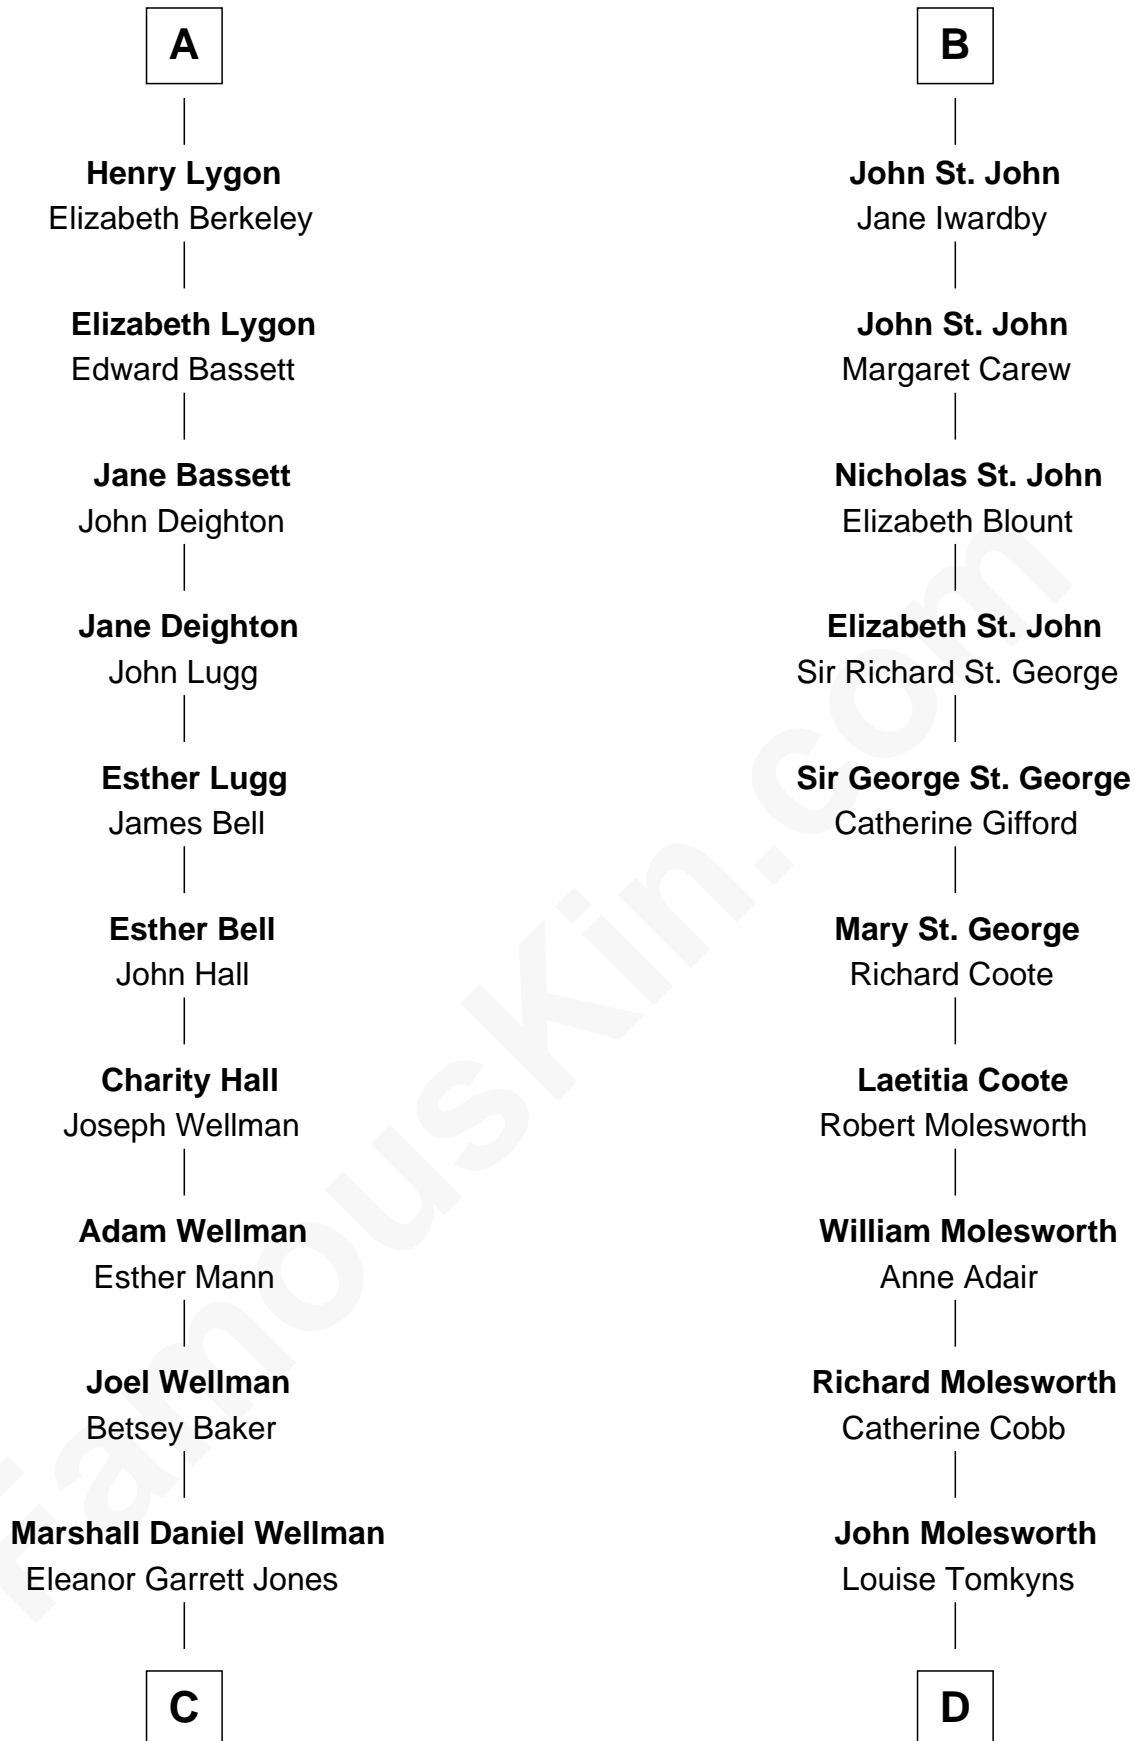 A
Henry Lygon
Elizabeth Berkeley
Elizabeth Lygon
Edward Bassett
Jane Bassett
John Deighton
Jane Deighton
John Lugg
Esther Lugg
James Bell
Esther Bell
John Hall
Charity Hall
Joseph Wellman
Adam Wellman
Esther Mann
Joel Wellman
Betsey Baker
Marshall Daniel Wellman
Eleanor Garrett Jones
C
B
John St. John
Jane Iwardby
John St. John
Margaret Carew
Nicholas St. John
Elizabeth Blount
Elizabeth St. John
Sir Richard St. George
Sir George St. George
Catherine Gifford
Mary St. George
Richard Coote
Laetitia Coote
Robert Molesworth
William Molesworth
Anne Adair
Richard Molesworth
Catherine Cobb
John Molesworth
Louise Tomkyns
D
FamousKin.com